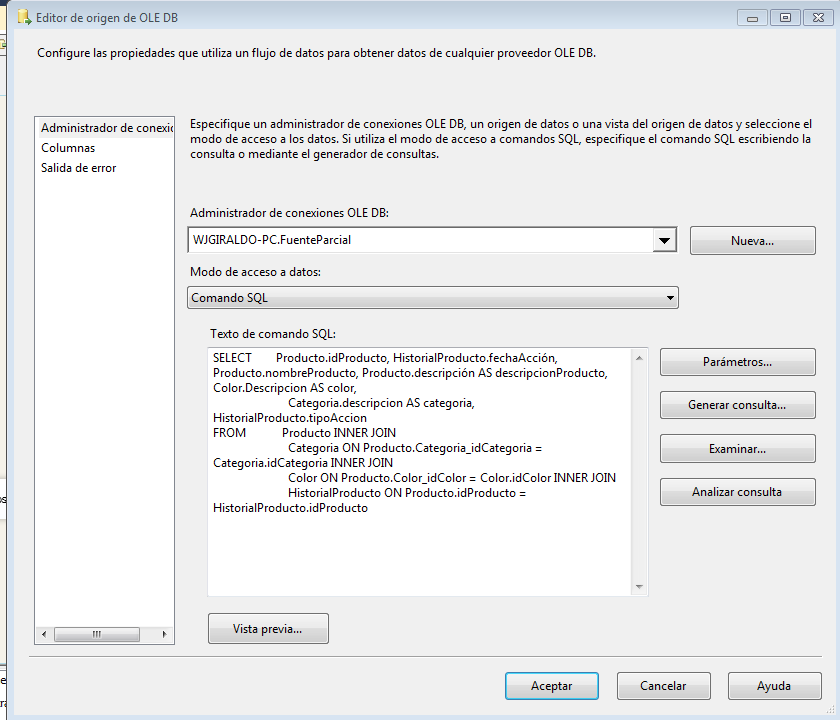 Editor de origen de OLE DB
Configure las propiedades que utiliza un flujo de datos para obtener datos de cualquier proveedor OLE DB.
Administrador de conexic
Columnas
Salida de error
Especifique un administrador de conexiones OLE DB, un origen de datos o una vista del origen de datos y seleccione el
modo de acceso a los datos. Si utiliza el modo de acceso a comandos SQL, especifique el comando SQL escribiendo la
consulta o mediante el generador de consultas.
Administrador de conexiones OLE DB:
WJGIRALDO-PC.FuenteParcial
Nueva...
Modo de acceso a datos:
Comando SQL
Texto de comando SQL:
SELECT Producto.idProducto, HistorialProducto.fechaAcción,
Producto.nombreProducto, Producto.descripción AS descripcionProducto,
Color.Descripcion AS color,
Categoria.descripcion AS categoria,
HistorialProducto.tipoAccion
FROM Producto INNER JOIN
Categoria ON Producto.Categoria_idCategoria =
Categoria.idCategoria INNER JOIN
Color ON Producto.Color_idColor = Color.idColor INNER JOIN
HistorialProducto ON Producto.idProducto =
HistorialProducto.idProducto
Parámetros...
Generar consulta...
Examinar...
Analizar consulta
Vista previa...
Aceptar
Cancelar
Ayuda